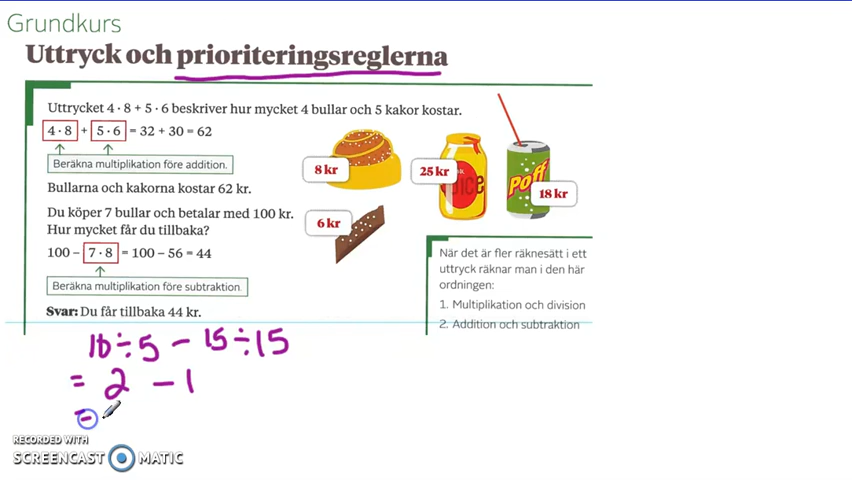 Grundkurs
Uttryck och prioriteringsreglerna
Uttrycket 4 · 8 + 5 · 6 beskriver hur mycket 4 bullar och 5 kakor kostar.
4 · 8 + 5 · 6 = 32 + 30 = 62
Beräkna multiplikation före addition.
Bullarna och kakorna kostar 62 kr.
Du köper 7 bullar och betalar med 100 kr.
Hur mycket får du tillbaka?
100 – 7 · 8 = 100 – 56 = 44
Beräkna multiplikation före subtraktion.
Svar: Du får tillbaka 44 kr.
8 kr
6 kr
25 kr
Poff
18 kr
När det är fler räknesätt i ett
uttryck räknar man i den här
ordningen:
1. Multiplikation och division
2. Addition och subtraktion
10 ÷ 5 – 15 ÷ 15
= 2 – 1
=
RECORDED WITH
SCREENCAST MATIC